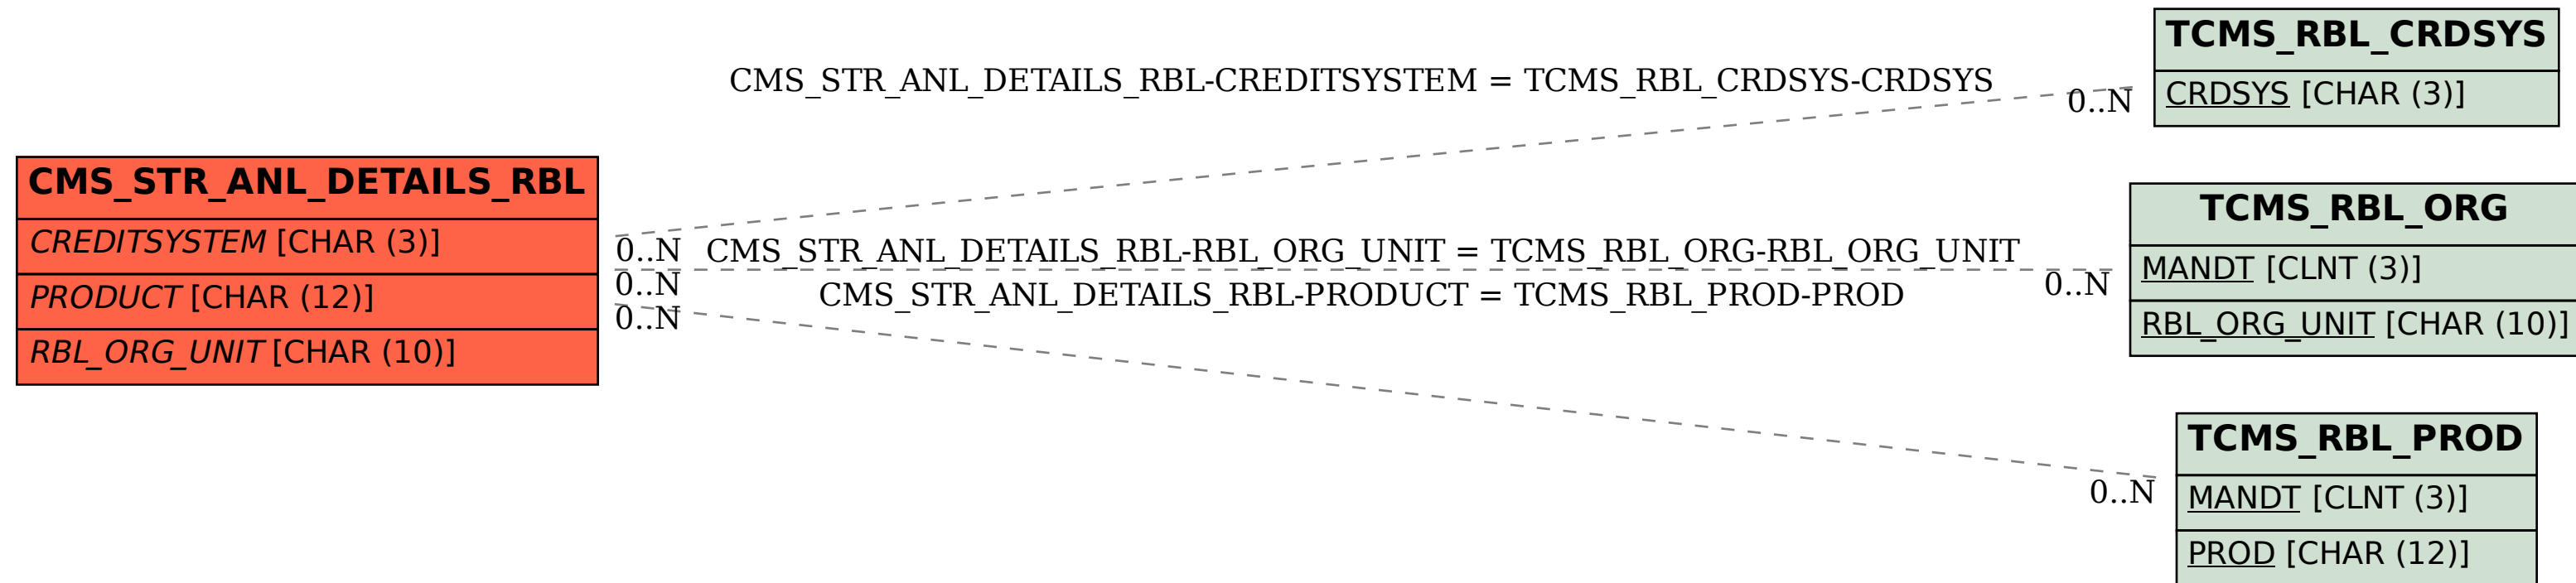 CMS_STR_ANL_DETAILS_RBL
CREDITSYSTEM [CHAR (3)]
PRODUCT [CHAR (12)]
RBL_ORG_UNIT [CHAR (10)]
CMS_STR_ANL_DETAILS_RBL-CREDITSYSTEM = TCMS_RBL_CRDSYS-CRDSYS
0..N
0..N
CMS_STR_ANL_DETAILS_RBL-RBL_ORG_UNIT = TCMS_RBL_ORG-RBL_ORG_UNIT
0..N
0..N
CMS_STR_ANL_DETAILS_RBL-PRODUCT = TCMS_RBL_PROD-PROD
0..N
0..N
TCMS_RBL_CRDSYS
CRDSYS [CHAR (3)]
TCMS_RBL_ORG
MANDT [CLNT (3)]
RBL_ORG_UNIT [CHAR (10)]
TCMS_RBL_PROD
MANDT [CLNT (3)]
PROD [CHAR (12)]